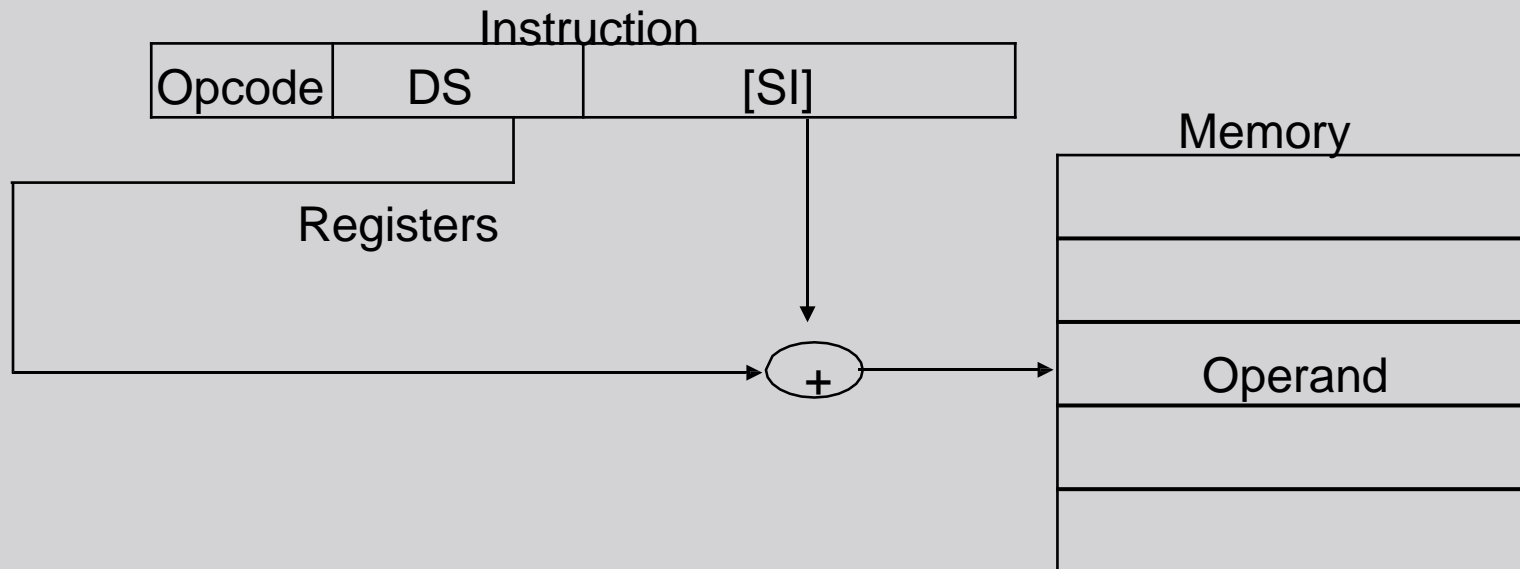 Instruction
Opcode DS [SI]
Memory
Registers
Operand
+